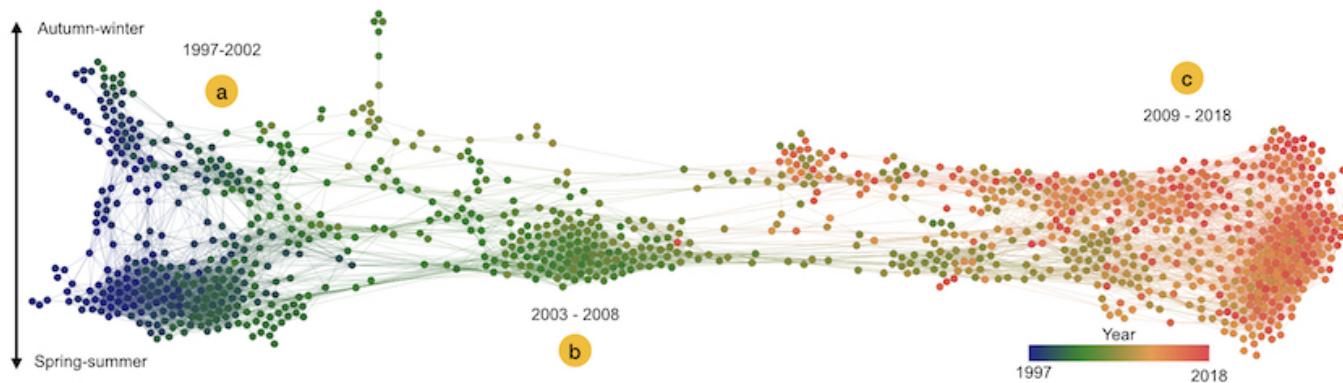 Autumn-winter
1997-2002
a
c
2009 - 2018
2003 - 2008
b
Spring-summer
Year
1997
2018